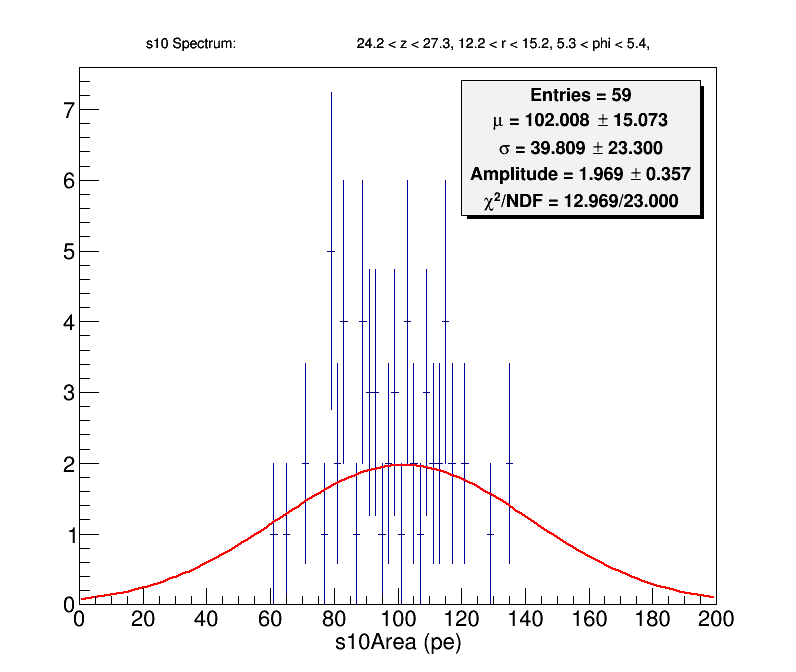 s10 Spectrum: 24.2 < z < 27.3, 12.2 < r < 15.2, 5.3 < phi < 5.4,
Entries = 59
μ = 102.008 ± 15.073
σ = 39.809 ± 23.300
Amplitude = 1.969 ± 0.357
χ²/NDF = 12.969/23.000
7
6
5
4
3
2
1
0
0 20 40 60 80 100 120 140 160 180 200
s10Area (pe)